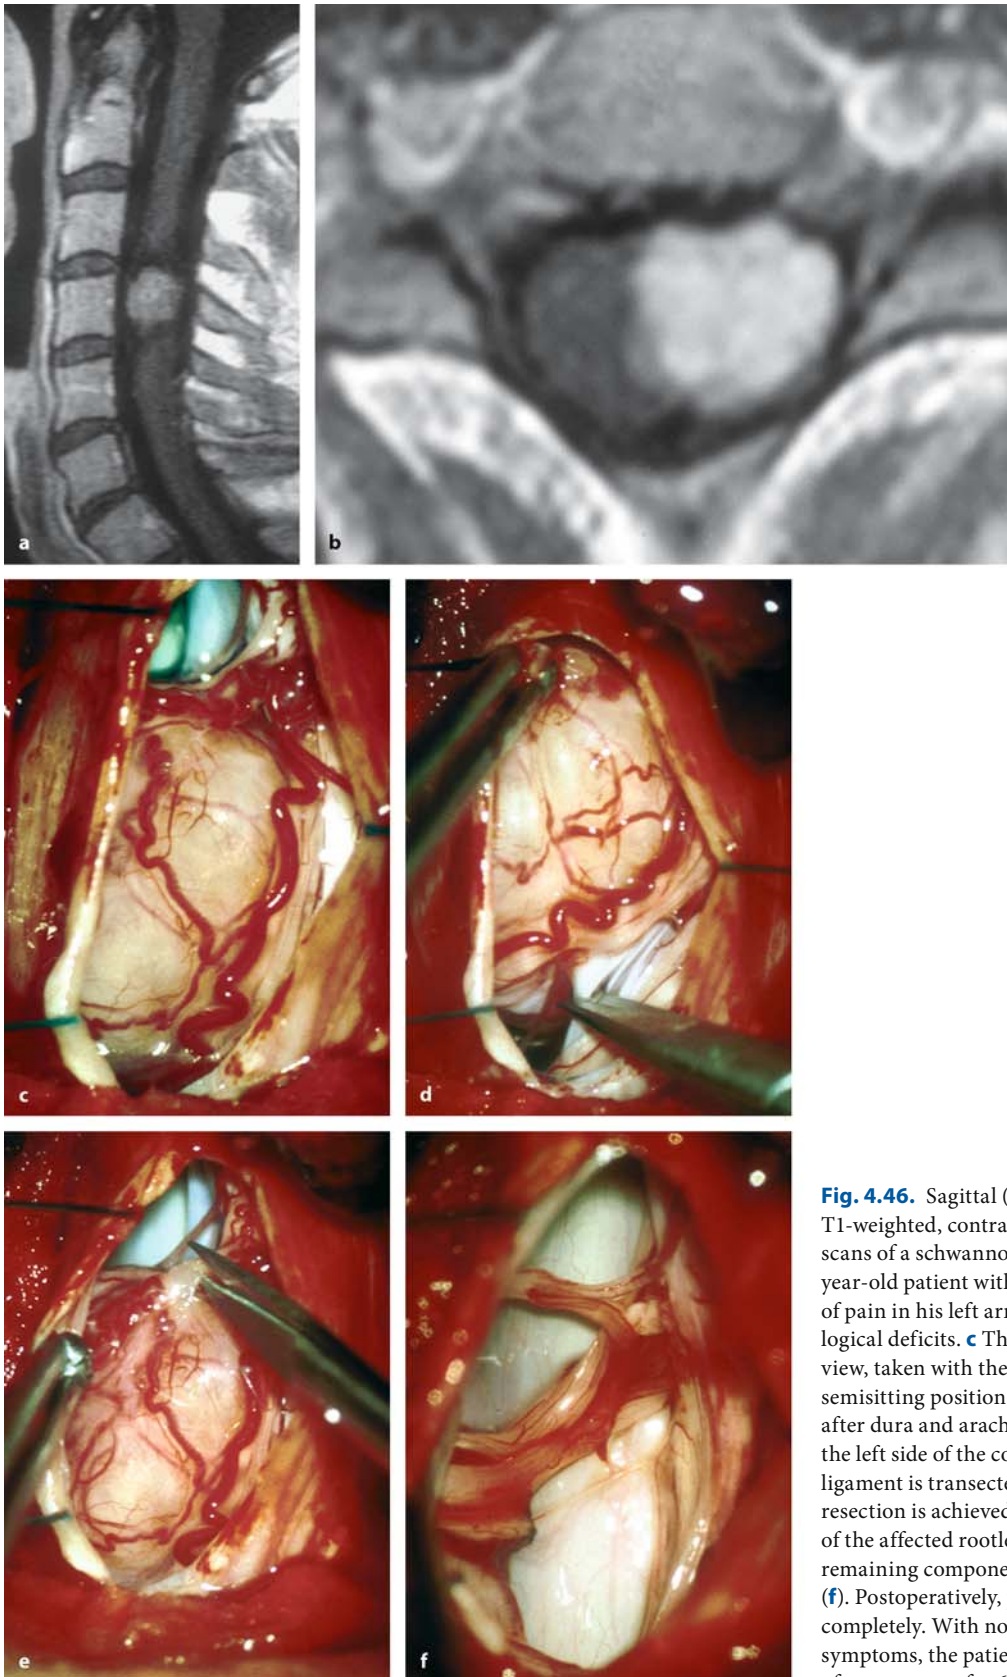 a
b
c
d
e
f
Fig. 4.46. Sagittal (
T1-weighted, contra
scans of a schwanno
year-old patient with
of pain in his left arr
logical deficits. c Th
view, taken with the
semisitting position
after dura and arach
the left side of the co
ligament is transecte
resection is achieved
of the affected rootle
remaining compone
(f). Postoperatively,
completely. With no
symptoms, the patie